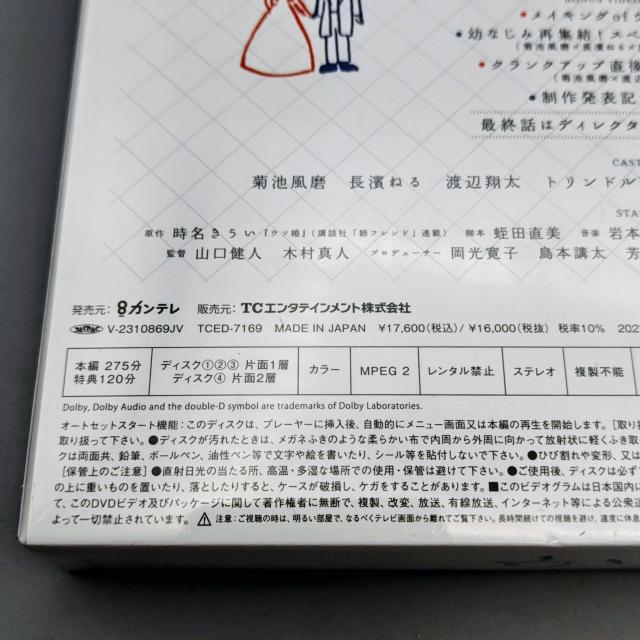 BONUS VIDEO
●メイキングof
●幼なじみ再集結!スペ
(菊池風磨×長濱ねる×
●クランクアップ直後
(菊池風磨×渡辺
●制作発表記
最終話はディレクタ
CAST
菊池風磨 長濱ねる 渡辺翔太 トリンドル
STA
原作 時名きうい『ウソ婚』(講談社「姉フレンド」連載) 脚本 蛭田直美 音楽 岩本
監督 山口健人 木村真人 プロデューサー 岡光寛子 島本講太 芳
発売元:カンテレ 販売元:TCエンタテインメント株式会社
V-2310869JV TCED-7169 MADE IN JAPAN ¥17,600(税込)/¥16,000(税抜) 税率10% 202
本編 275分
特典120分
ディスク①②③ 片面1層
ディスク④ 片面2層
カラー
MPEG 2
レンタル禁止
ステレオ
複製不能
Dolby, Dolby Audio and the double-D symbol are trademarks of Dolby Laboratories.
オートセットスタート機能:このディスクは、プレーヤーに挿入後、自動的にメニュー画面又は本編の再生を開始します。[取り扱
取り扱って下さい。●ディスクが汚れたときは、メガネふきのような柔らかい布で内周から外周に向かって放射状に軽くふき取
クは両面共、鉛筆、ボールペン、油性ペン等で文字や絵を書いたり、シール等を貼付しないで下さい。●ひび割れや変形、又は
[保管上のご注意]●直射日光の当たる所、高温・多湿な場所での使用・保管は避けて下さい。●ご使用後、ディスクは必ず
の上に重いものを置いたり、落としたりすると、ケースが破損し、ケガをすることがあります。■このビデオグラムは日本国内に
て、このDVDビデオ及びパッケージに関して著作権者に無断で、複製、改変、放送、有線放送、インターネット等による公衆送
よって一切禁止されています。⚠注意:ご視聴の時は、明るい部屋で、なるべくテレビ画面から離れてご覧下さい。長時間続けての視聴を避け、適度に休息